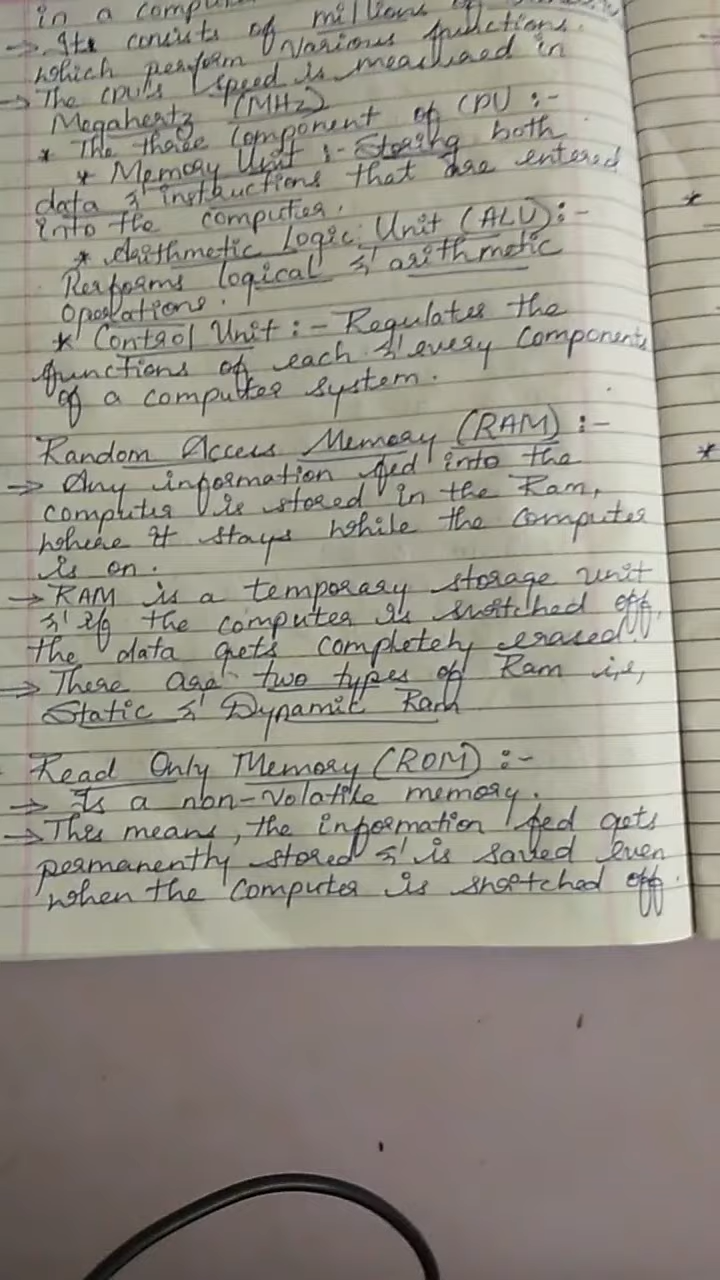 in a comput
→ It consists of millions of
which perform various functions.
→ The CPU's speed is measured in
Megahertz (MHz)
* The three component of CPU :-
* Memory Unit :- Storing both
data & instructions that are entered
into the computer.
* Arithmetic Logic Unit (ALU) :-
Performs logical & arithmetic
operations.
* Control Unit :- Regulates the
functions of each & every components
of a computer system.
Random Access Memory (RAM) :-
→ Any information fed into the
computer is stored in the Ram,
where it stays while the computer
is on.
→ RAM is a temporary storage unit
& if the computer is switched off,
the data gets completely erased.
→ There are two types of Ram i.e,
Static & Dynamic Ram
Read Only Memory (ROM) :-
→ Is a non-volatile memory.
→ This means, the information fed gets
permanently stored & is saved even
when the computer is switched off.
*
*